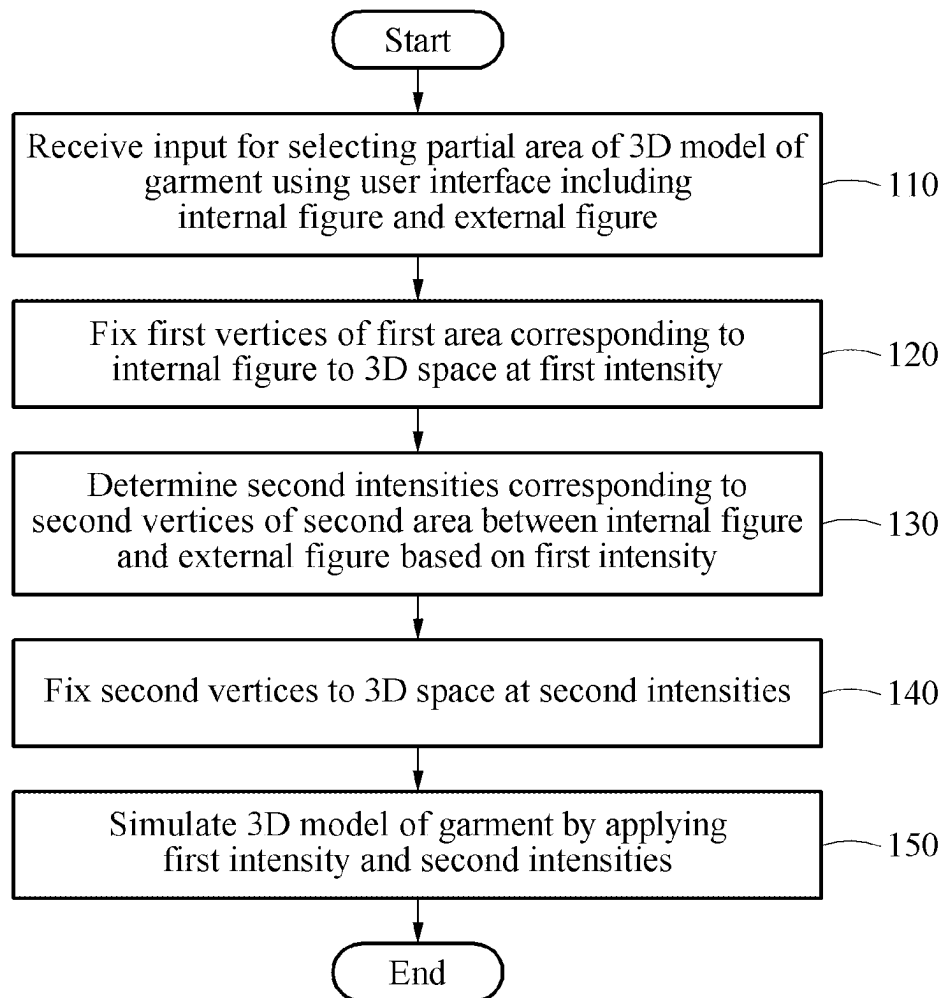 Start
Receive input for selecting partial area of 3D model of
garment using user interface including
internal figure and external figure
110
Fix first vertices of first area corresponding to
internal figure to 3D space at first intensity
120
Determine second intensities corresponding to
second vertices of second area between internal figure
and external figure based on first intensity
130
Fix second vertices to 3D space at second intensities
140
Simulate 3D model of garment by applying
first intensity and second intensities
150
End